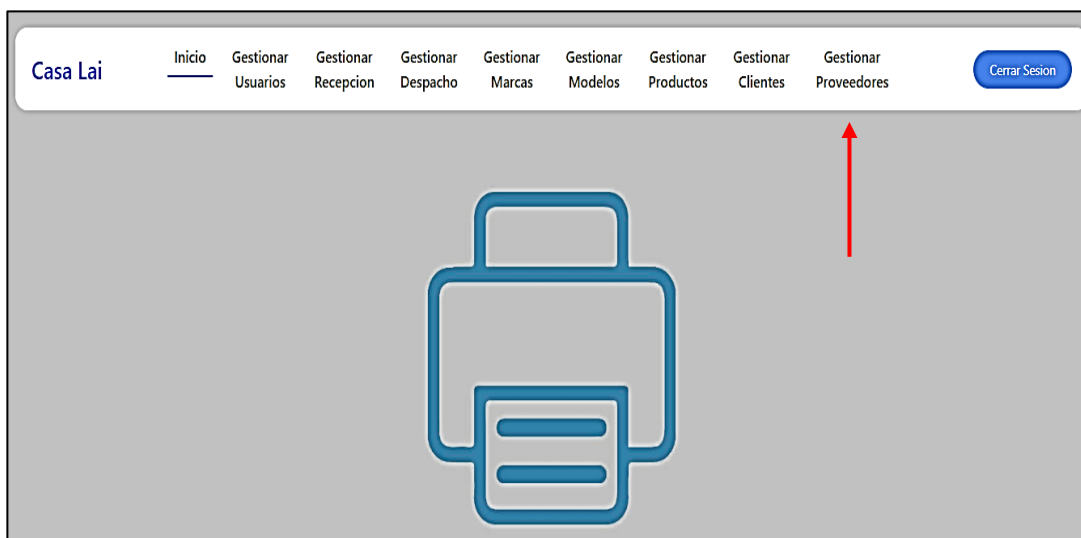 Casa Lai
Inicio
Gestionar
Usuarios
Gestionar
Recepcion
Gestionar
Despacho
Gestionar
Marcas
Gestionar
Modelos
Gestionar
Productos
Gestionar
Clientes
Gestionar
Proveedores
Cerrar Sesion